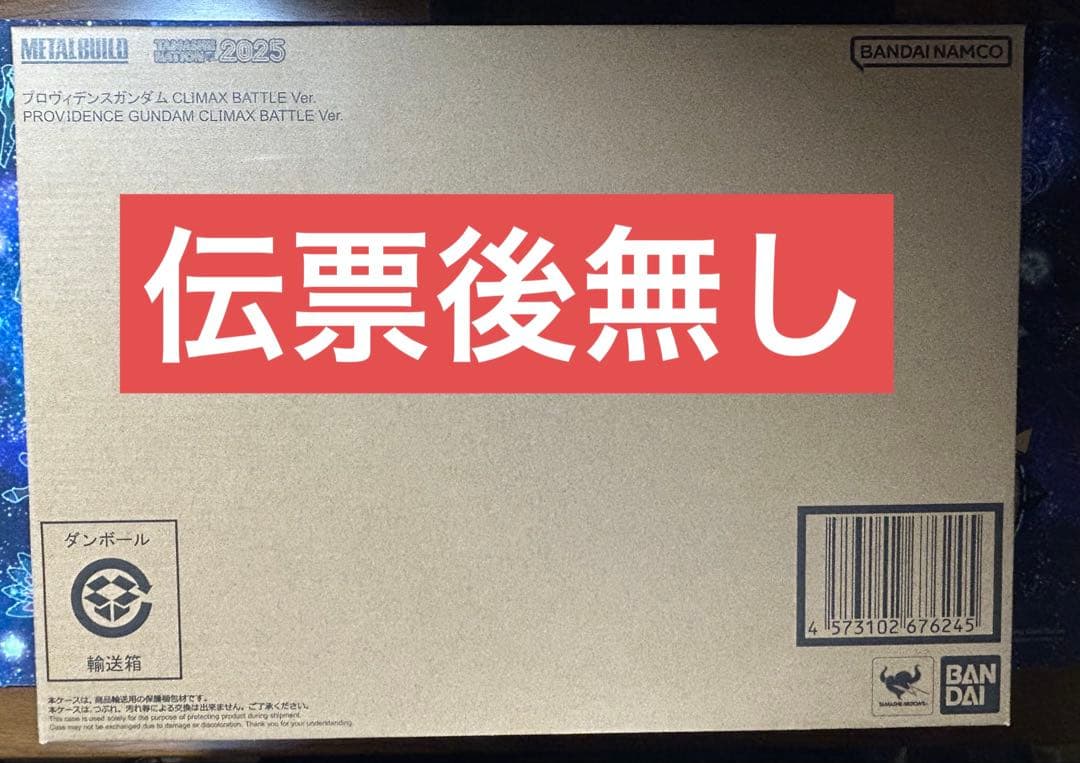 METALBUILD TAMASHII NATION 2025
BANDAI NAMCO
プロヴィデンスガンダム CLIMAX BATTLE Ver.
PROVIDENCE GUNDAM CLIMAX BATTLE Ver.
伝票後無し
ダンボール
輸送箱
4 573102 676245
本ケースは、商品輸送用の保護梱包材です。
本ケースは、つぶれ、汚れ等による交換は出来ません。ご了承ください。
This case is used solely for the purpose of protecting product during shipment.
Case may not be exchanged due to damage or discoloration. Thank you for your understanding.
TAMASHII NATIONS
BAN
DAI